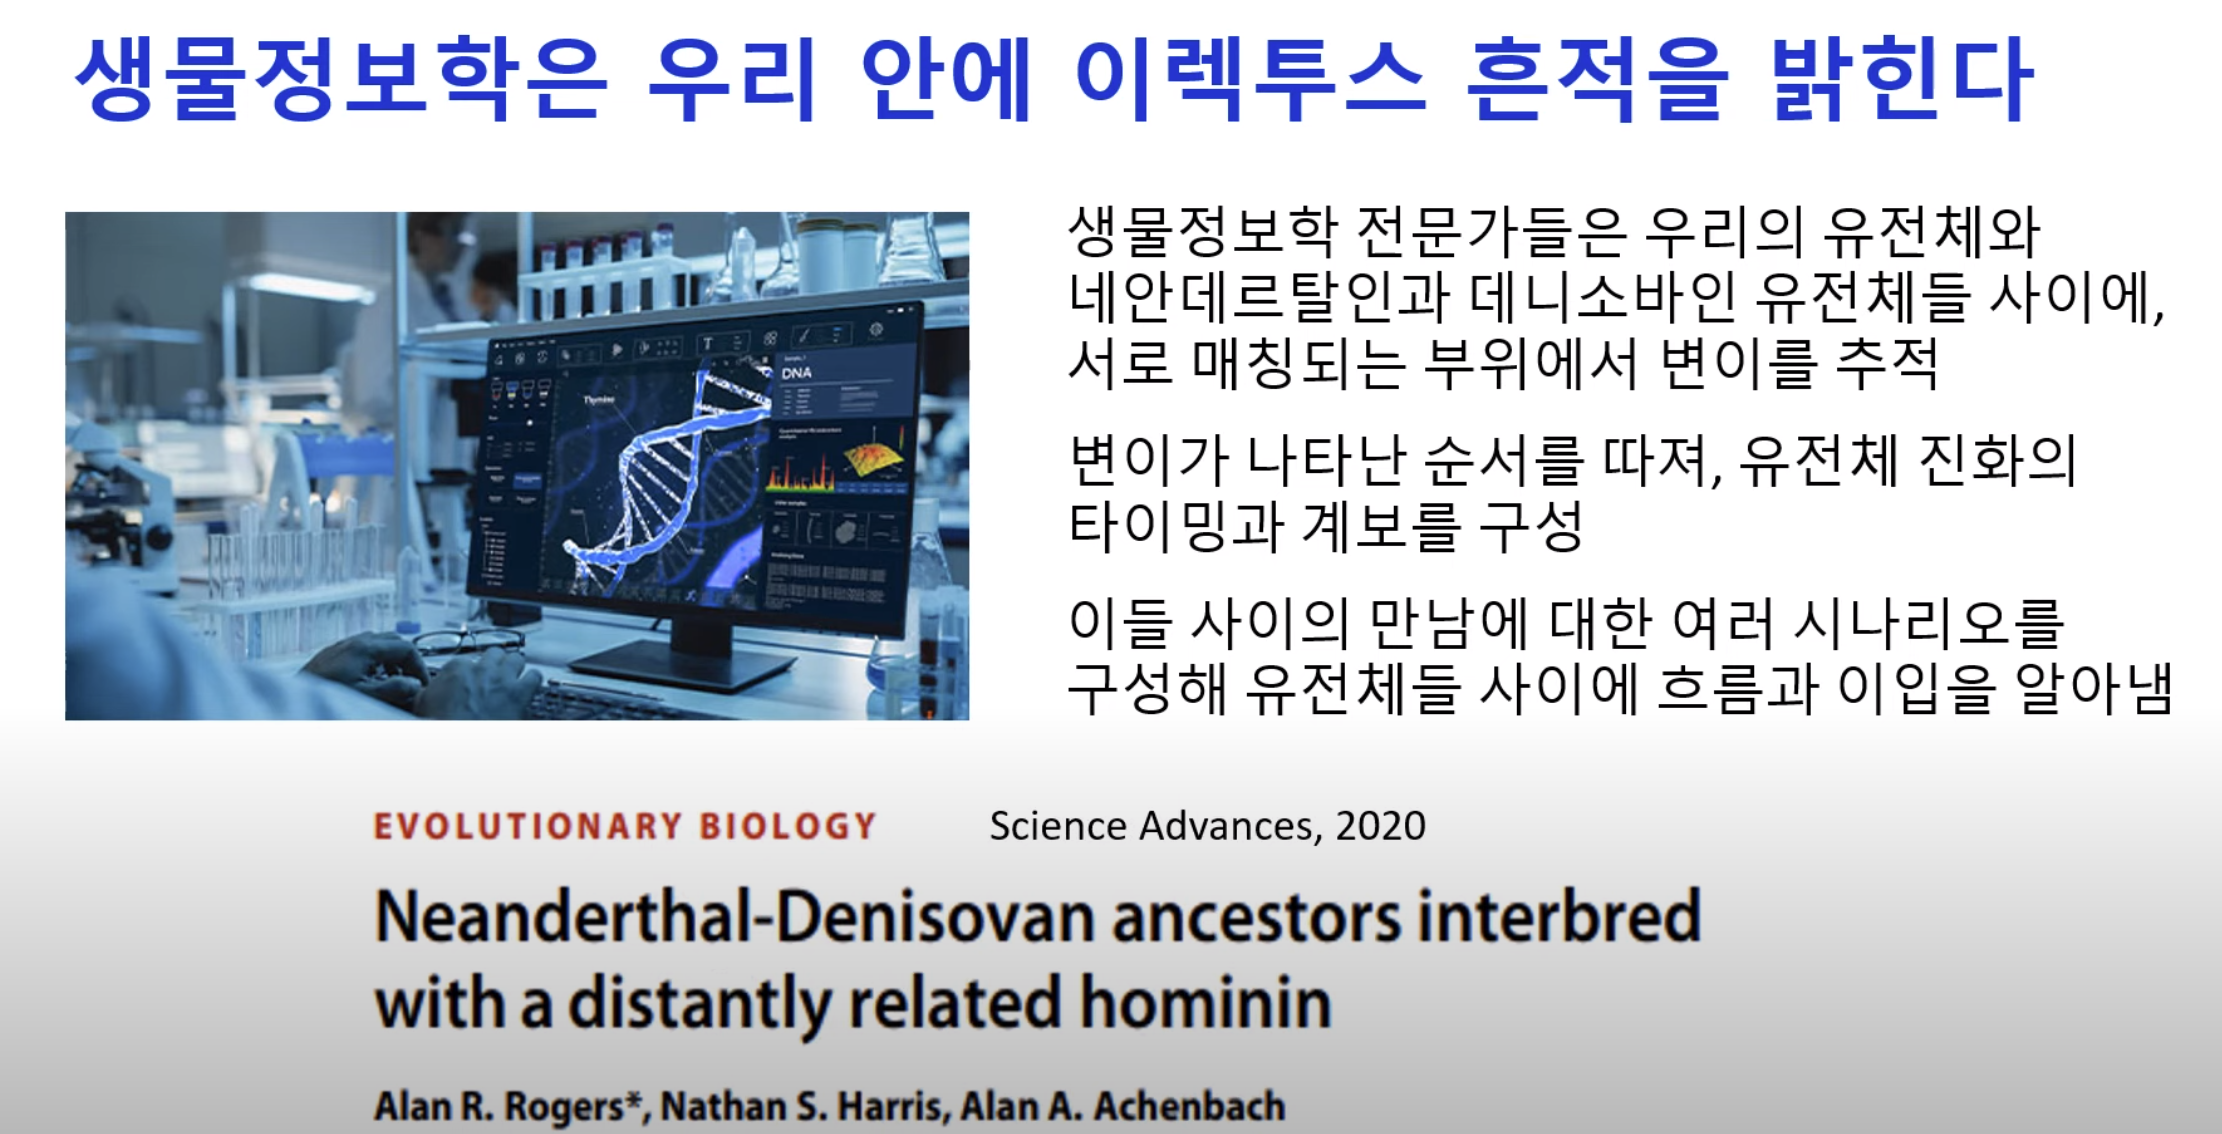 생물정보학은 우리 안에 이렉투스 흔적을 밝힌다
Thymine
DNA
생물정보학 전문가들은 우리의 유전체와
네안데르탈인과 데니소바인 유전체들 사이에,
서로 매칭되는 부위에서 변이를 추적
변이가 나타난 순서를 따져, 유전체 진화의
타이밍과 계보를 구성
이들 사이의 만남에 대한 여러 시나리오를
구성해 유전체들 사이에 흐름과 이입을 알아냄
EVOLUTIONARY BIOLOGY
Science Advances, 2020
Neanderthal-Denisovan ancestors interbred
with a distantly related hominin
Alan R. Rogers*, Nathan S. Harris, Alan A. Achenbach